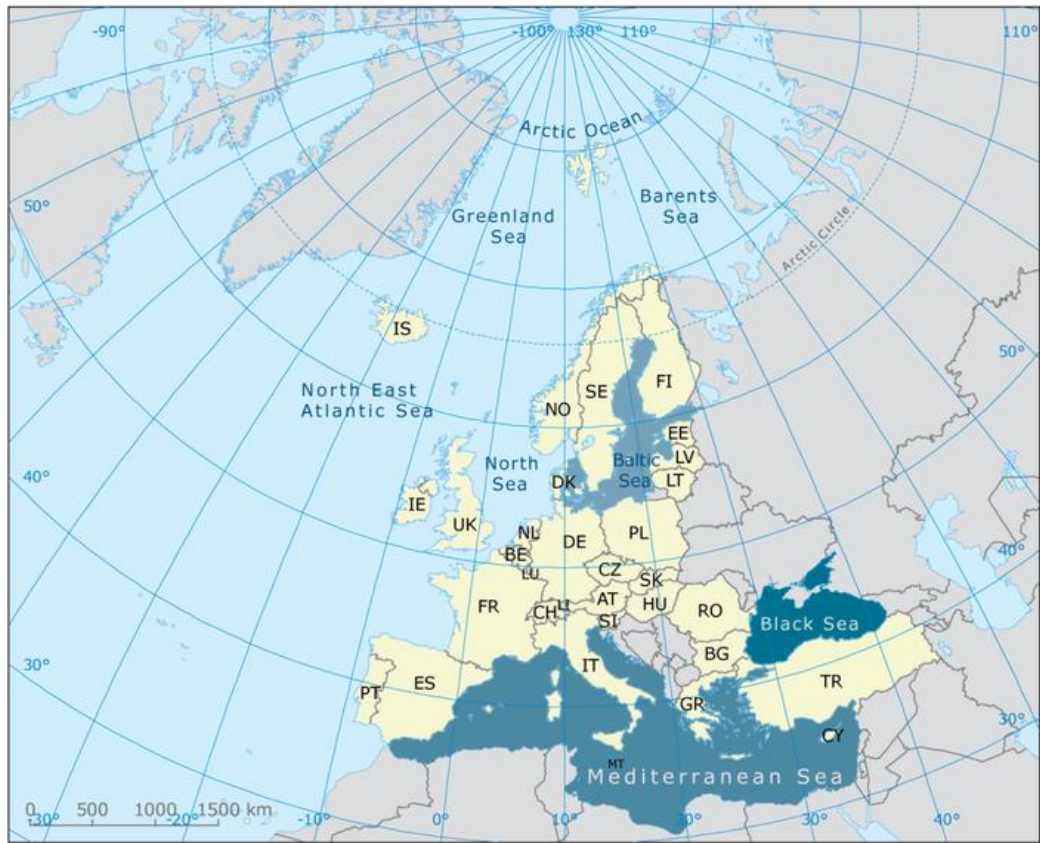 -90°
-100°
130°
110°
110°
Arctic Ocean
50°
Greenland
Sea
Barents
Sea
Arctic Circle
IS
50°
North East
Atlantic Sea
SE
FI
NO
EE
North
Sea
DK
Baltic
Sea
LV
LT
40°
IE
UK
NL
BE
LU
DE
PL
40°
CZ
SK
FR
CH
LI
AT
HU
SI
RO
Black Sea
30°
PT
ES
IT
BG
TR
GR
CY
30°
MT
Mediterranean Sea
0 500 1000 1500 km
-30°
-20°
-10°
0°
10°
20°
30°
40°